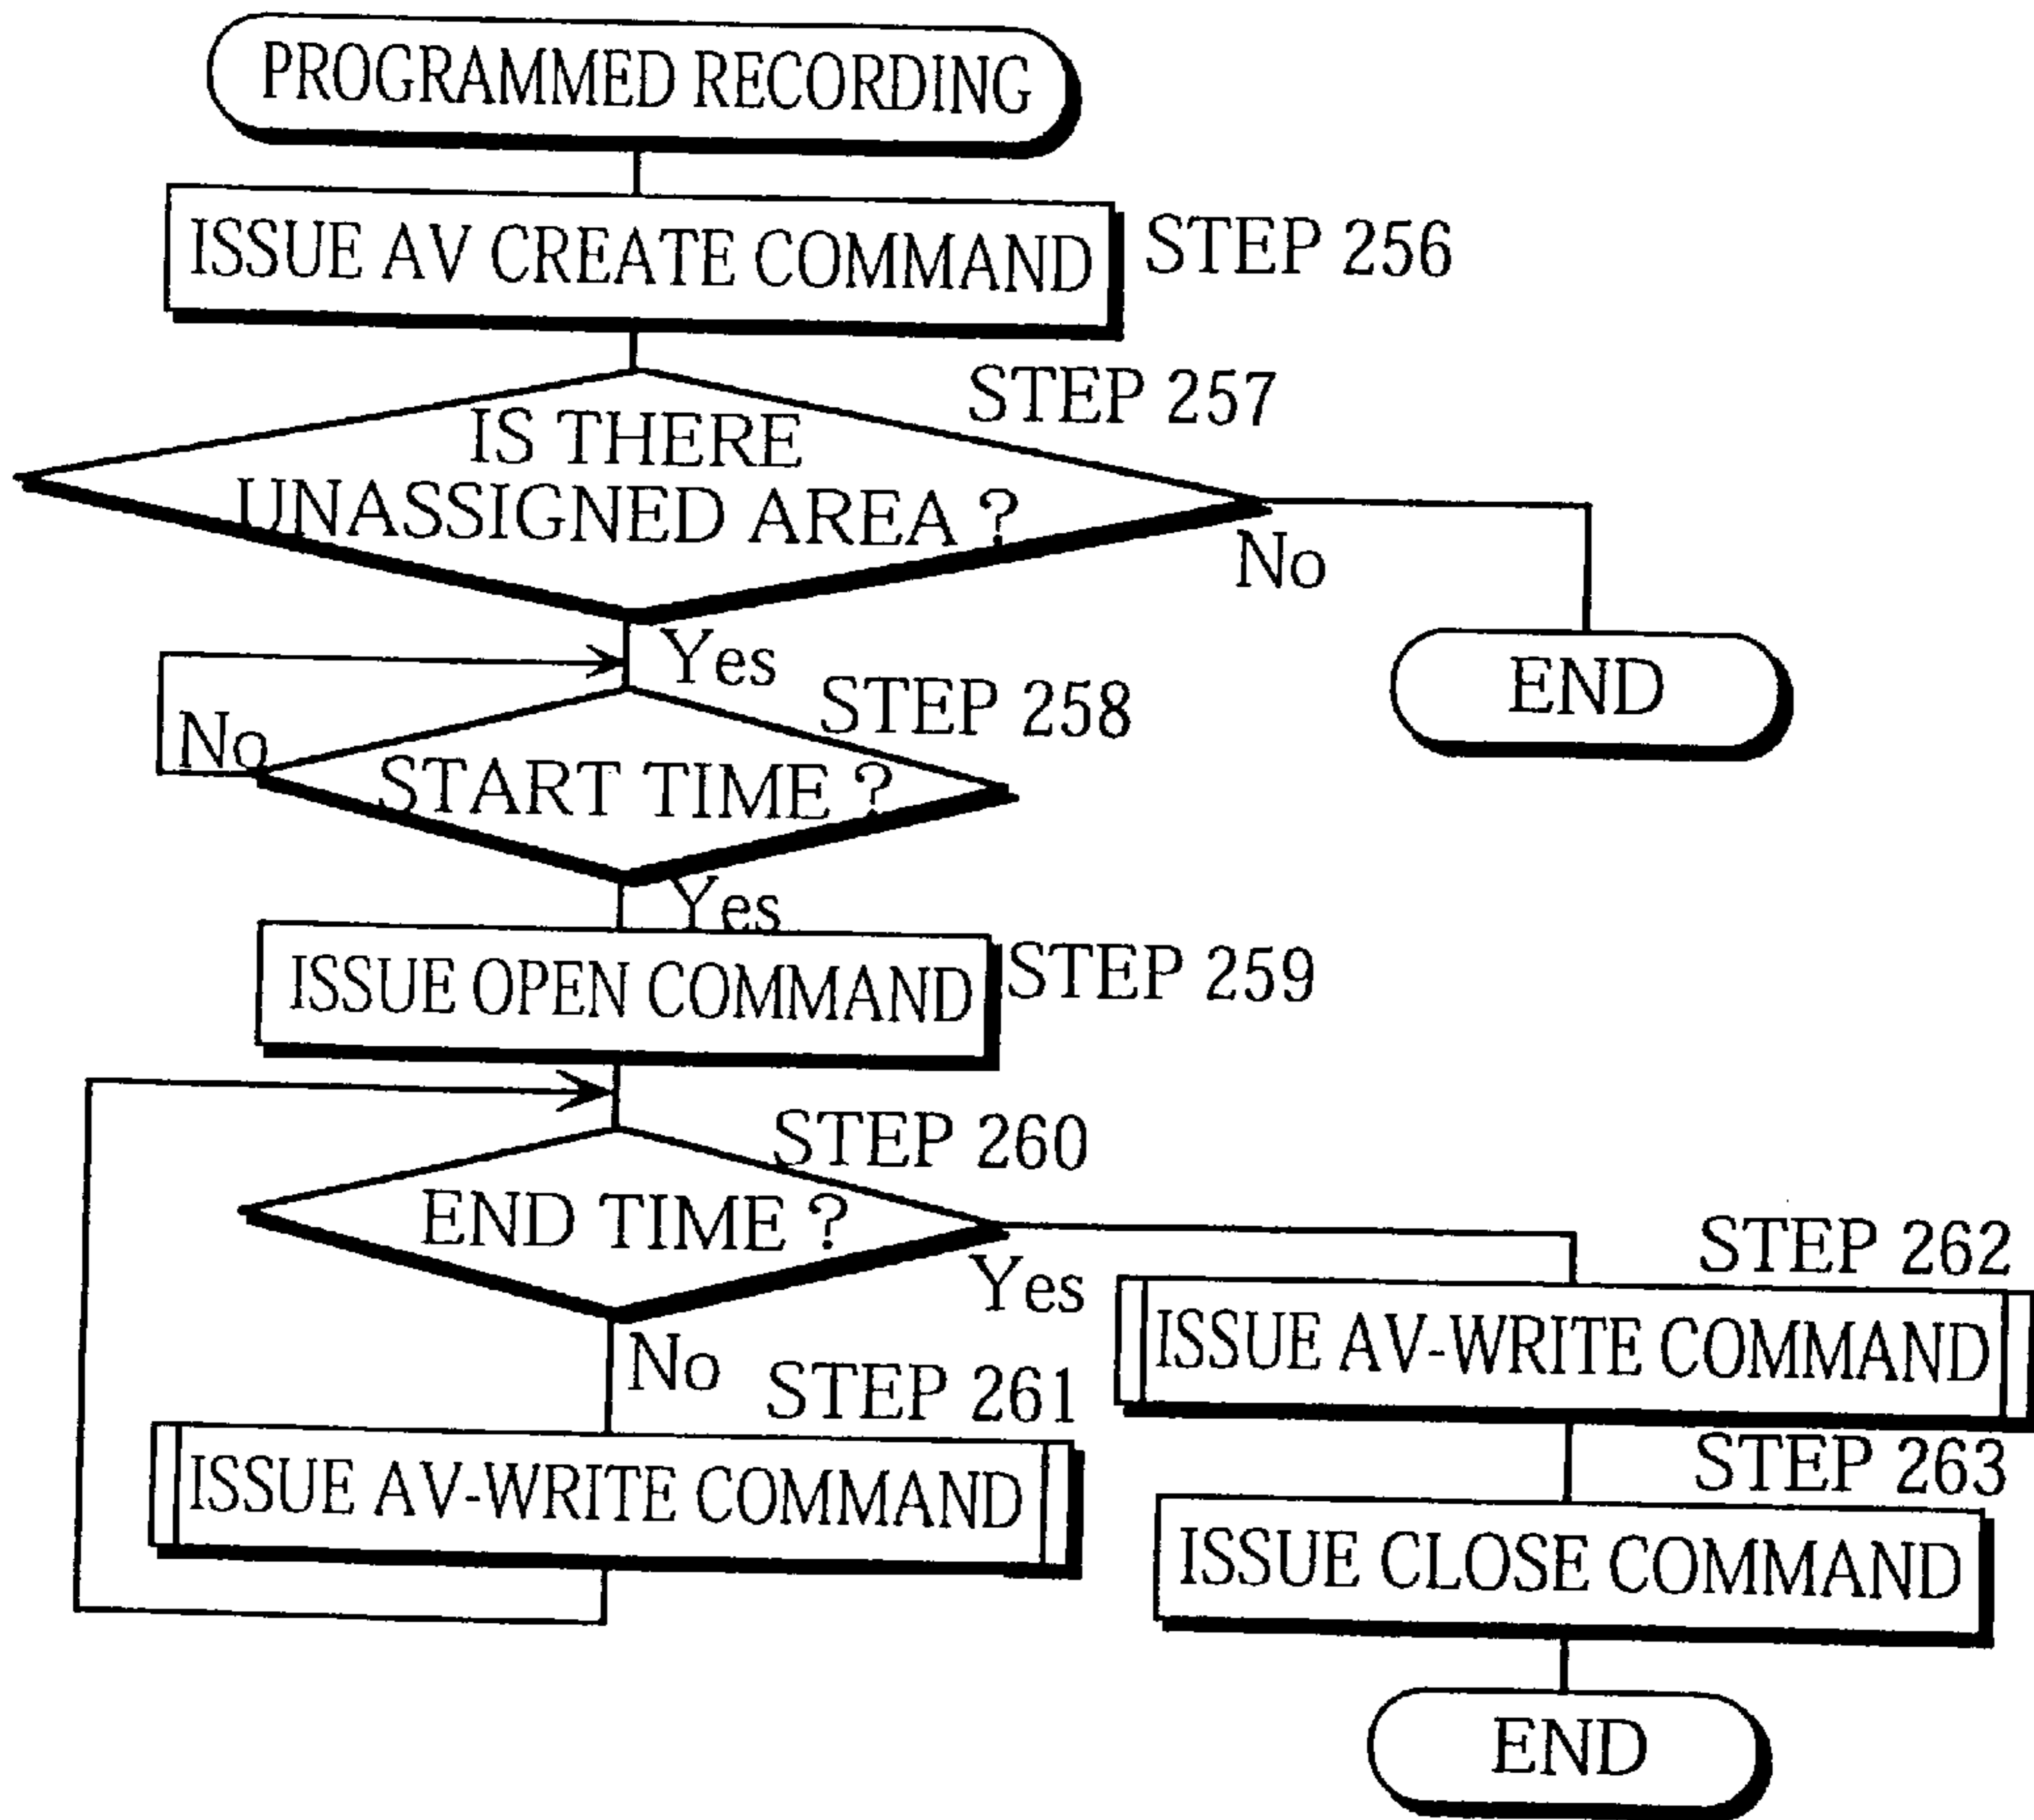 PROGRAMMED RECORDING
ISSUE AV CREATE COMMAND
STEP 256
STEP 257
IS THERE
UNASSIGNED AREA ?
No
END
Yes
STEP 258
No
START TIME ?
Yes
ISSUE OPEN COMMAND
STEP 259
STEP 260
END TIME ?
Yes
No
STEP 261
ISSUE AV-WRITE COMMAND
STEP 262
ISSUE AV-WRITE COMMAND
STEP 263
ISSUE CLOSE COMMAND
END